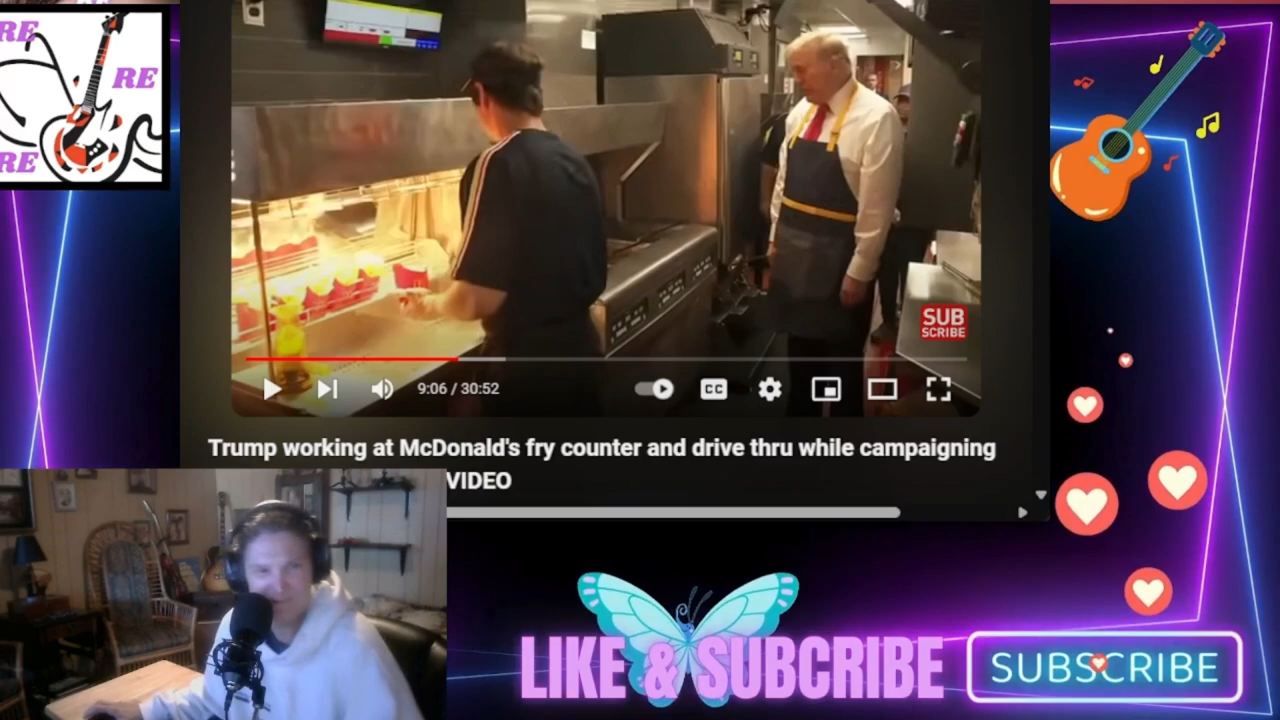 RE
RE
RE
SUB
SCRIBE
9:06 / 30:52
CC
Trump working at McDonald's fry counter and drive thru while campaigning
VIDEO
LIKE & SUBCRIBE
SUBSCRIBE